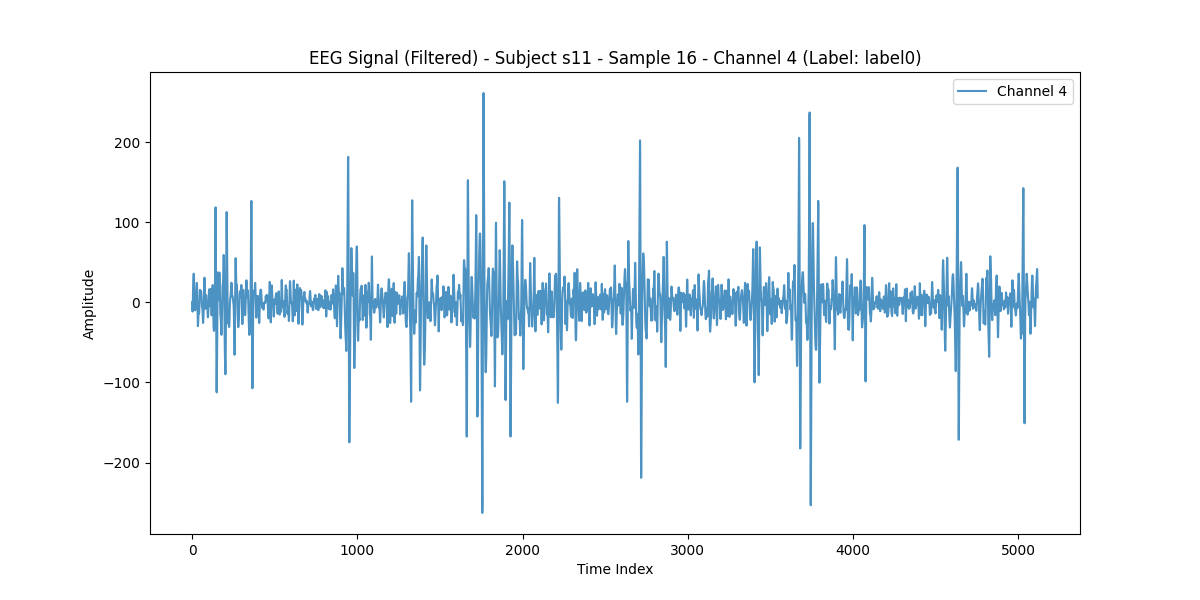 EEG Signal (Filtered) - Subject s11 - Sample 16 - Channel 4 (Label: label0)
Channel 4
200
100
0
−100
−200
Amplitude
0 1000 2000 3000 4000 5000
Time Index